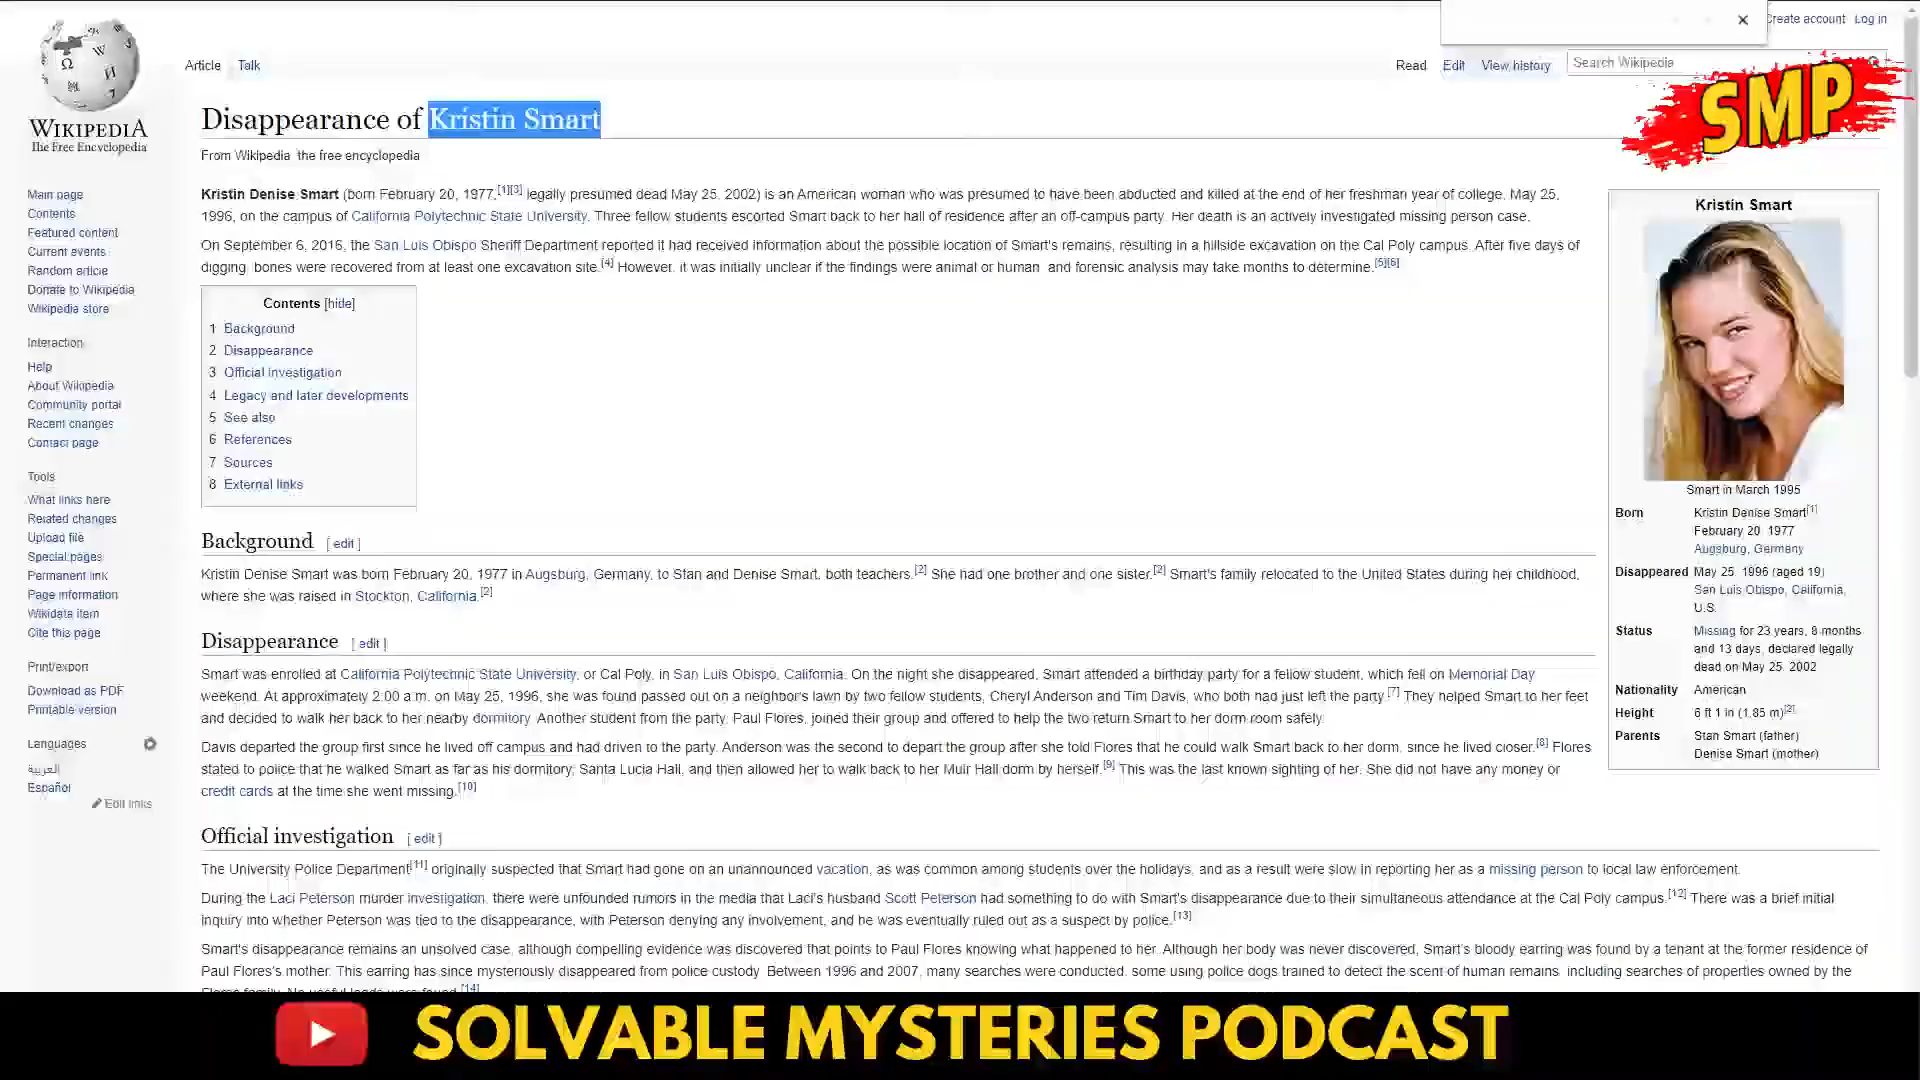 Create account Log in
Article Talk
Read Edit View history Search Wikipedia
SMP
WIKIPEDIA
The Free Encyclopedia
Disappearance of Kristin Smart
From Wikipedia the free encyclopedia
Main page
Contents
Featured content
Current events
Random article
Donate to Wikipedia
Wikipedia store
Interaction
Help
About Wikipedia
Community portal
Recent changes
Contact page
Tools
What links here
Related changes
Upload file
Special pages
Permanent link
Page information
Wikidata item
Cite this page
Print/export
Download as PDF
Printable version
Languages
العربية
Español
Edit links
Kristin Denise Smart (born February 20, 1977,[1][3] legally presumed dead May 25, 2002) is an American woman who was presumed to have been abducted and killed at the end of her freshman year of college, May 25,
1996, on the campus of California Polytechnic State University. Three fellow students escorted Smart back to her hall of residence after an off-campus party. Her death is an actively investigated missing person case.
On September 6, 2016, the San Luis Obispo Sheriff Department reported it had received information about the possible location of Smart's remains, resulting in a hillside excavation on the Cal Poly campus. After five days of
digging, bones were recovered from at least one excavation site.[4] However, it was initially unclear if the findings were animal or human and forensic analysis may take months to determine.[5][6]
Contents [hide]
1 Background
2 Disappearance
3 Official investigation
4 Legacy and later developments
5 See also
6 References
7 Sources
8 External links
Background [ edit ]
Kristin Denise Smart was born February 20, 1977 in Augsburg, Germany, to Stan and Denise Smart, both teachers.[2] She had one brother and one sister.[2] Smart's family relocated to the United States during her childhood,
where she was raised in Stockton, California.[2]
Disappearance [ edit ]
Smart was enrolled at California Polytechnic State University, or Cal Poly, in San Luis Obispo, California. On the night she disappeared, Smart attended a birthday party for a fellow student, which fell on Memorial Day
weekend. At approximately 2:00 a.m. on May 25, 1996, she was found passed out on a neighbor's lawn by two fellow students, Cheryl Anderson and Tim Davis, who both had just left the party.[7] They helped Smart to her feet
and decided to walk her back to her nearby dormitory. Another student from the party, Paul Flores, joined their group and offered to help the two return Smart to her dorm room safely.
Davis departed the group first since he lived off campus and had driven to the party. Anderson was the second to depart the group after she told Flores that he could walk Smart back to her dorm, since he lived closer.[8] Flores
stated to police that he walked Smart as far as his dormitory, Santa Lucia Hall, and then allowed her to walk back to her Muir Hall dorm by herself.[9] This was the last known sighting of her. She did not have any money or
credit cards at the time she went missing.[10]
Official investigation [ edit ]
The University Police Department[11] originally suspected that Smart had gone on an unannounced vacation, as was common among students over the holidays, and as a result were slow in reporting her as a missing person to local law enforcement.
During the Laci Peterson murder investigation, there were unfounded rumors in the media that Laci's husband Scott Peterson had something to do with Smart's disappearance due to their simultaneous attendance at the Cal Poly campus.[12] There was a brief initial
inquiry into whether Peterson was tied to the disappearance, with Peterson denying any involvement, and he was eventually ruled out as a suspect by police.[13]
Smart's disappearance remains an unsolved case, although compelling evidence was discovered that points to Paul Flores knowing what happened to her. Although her body was never discovered, Smart's bloody earring was found by a tenant at the former residence of
Paul Flores's mother. This earring has since mysteriously disappeared from police custody. Between 1996 and 2007, many searches were conducted, some using police dogs trained to detect the scent of human remains, including searches of properties owned by the
Flores family. No useful leads were found.[14]
Kristin Smart
Smart in March 1995
Born Kristin Denise Smart[1]
February 20 1977
Augsburg, Germany
Disappeared May 25 1996 (aged 19)
San Luis Obispo, California,
U.S.
Status Missing for 23 years, 8 months
and 13 days, declared legally
dead on May 25, 2002
Nationality American
Height 6 ft 1 in (1.85 m)[2]
Parents Stan Smart (father)
Denise Smart (mother)
SOLVABLE MYSTERIES PODCAST